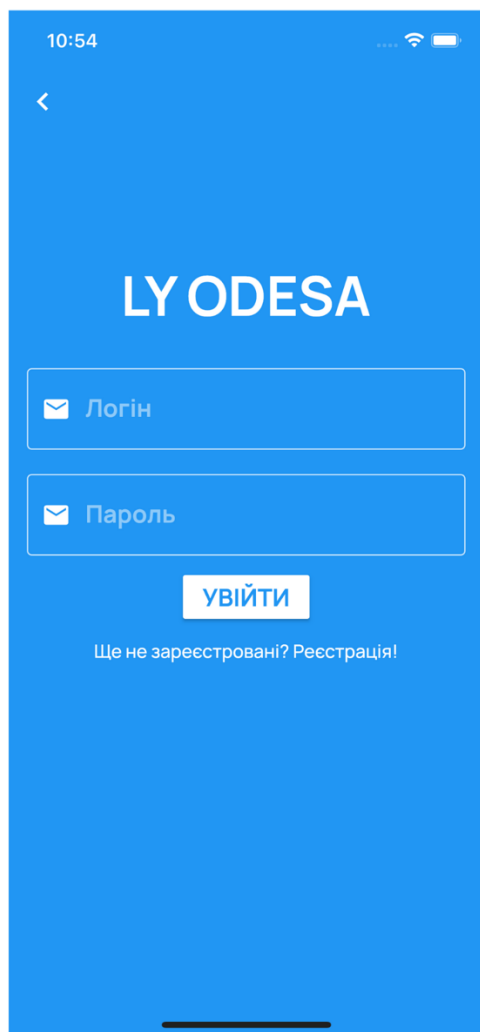 10:54
LY ODESA
Логін
Пароль
УВІЙТИ
Ще не зареєстровані? Реєстрація!